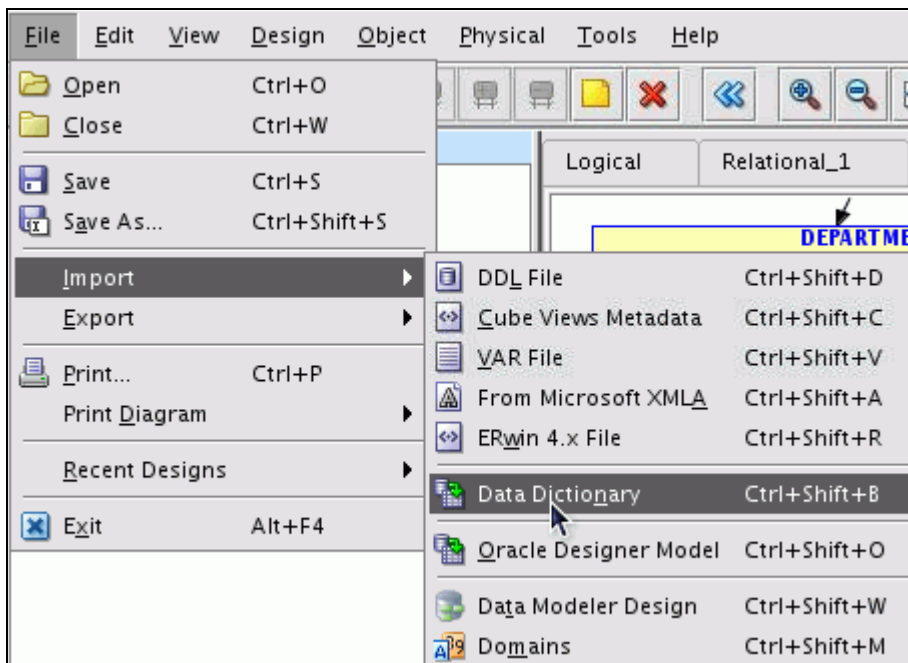 File Edit View Design Object Physical Tools Help
Open Ctrl+O
Close Ctrl+W
Save Ctrl+S
Save As... Ctrl+Shift+S
Import
Export
Print... Ctrl+P
Print Diagram
Recent Designs
Exit Alt+F4
Logical Relational_1
DEPARTME
DDL File Ctrl+Shift+D
Cube Views Metadata Ctrl+Shift+C
VAR File Ctrl+Shift+V
From Microsoft XMLA Ctrl+Shift+A
ERwin 4.x File Ctrl+Shift+R
Data Dictionary Ctrl+Shift+B
Oracle Designer Model Ctrl+Shift+O
Data Modeler Design Ctrl+Shift+W
Domains Ctrl+Shift+M